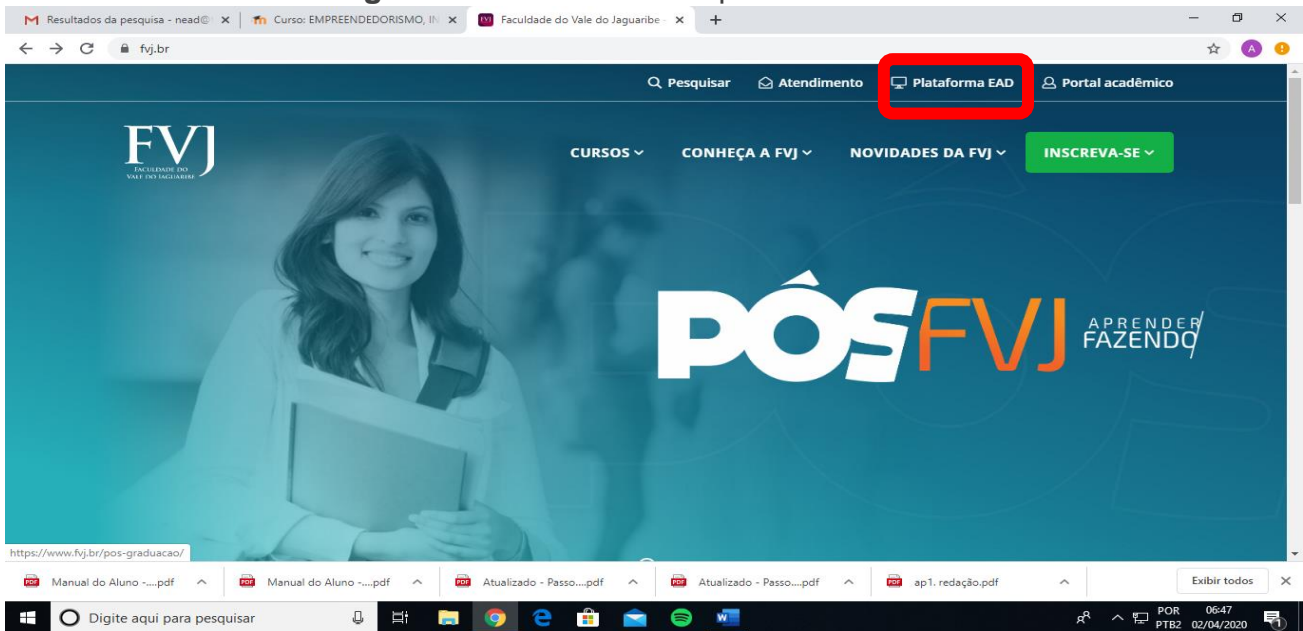 Resultados da pesquisa - nead@
Curso: EMPREENDEDORISMO, IN
Faculdade do Vale do Jaguaribe -
fvj.br
Pesquisar
Atendimento
Plataforma EAD
Portal acadêmico
FVJ
FACULDADE DO
VALE DO JAGUARIBE
CURSOS
CONHEÇA A FVJ
NOVIDADES DA FVJ
INSCREVA-SE
PÓSFVJ
APRENDER
FAZENDO
https://www.fvj.br/pos-graduacao/
Manual do Aluno -....pdf
Manual do Aluno -....pdf
Atualizado - Passo....pdf
Atualizado - Passo....pdf
ap1. redação.pdf
Exibir todos
Digite aqui para pesquisar
POR
PTB2
06:47
02/04/2020